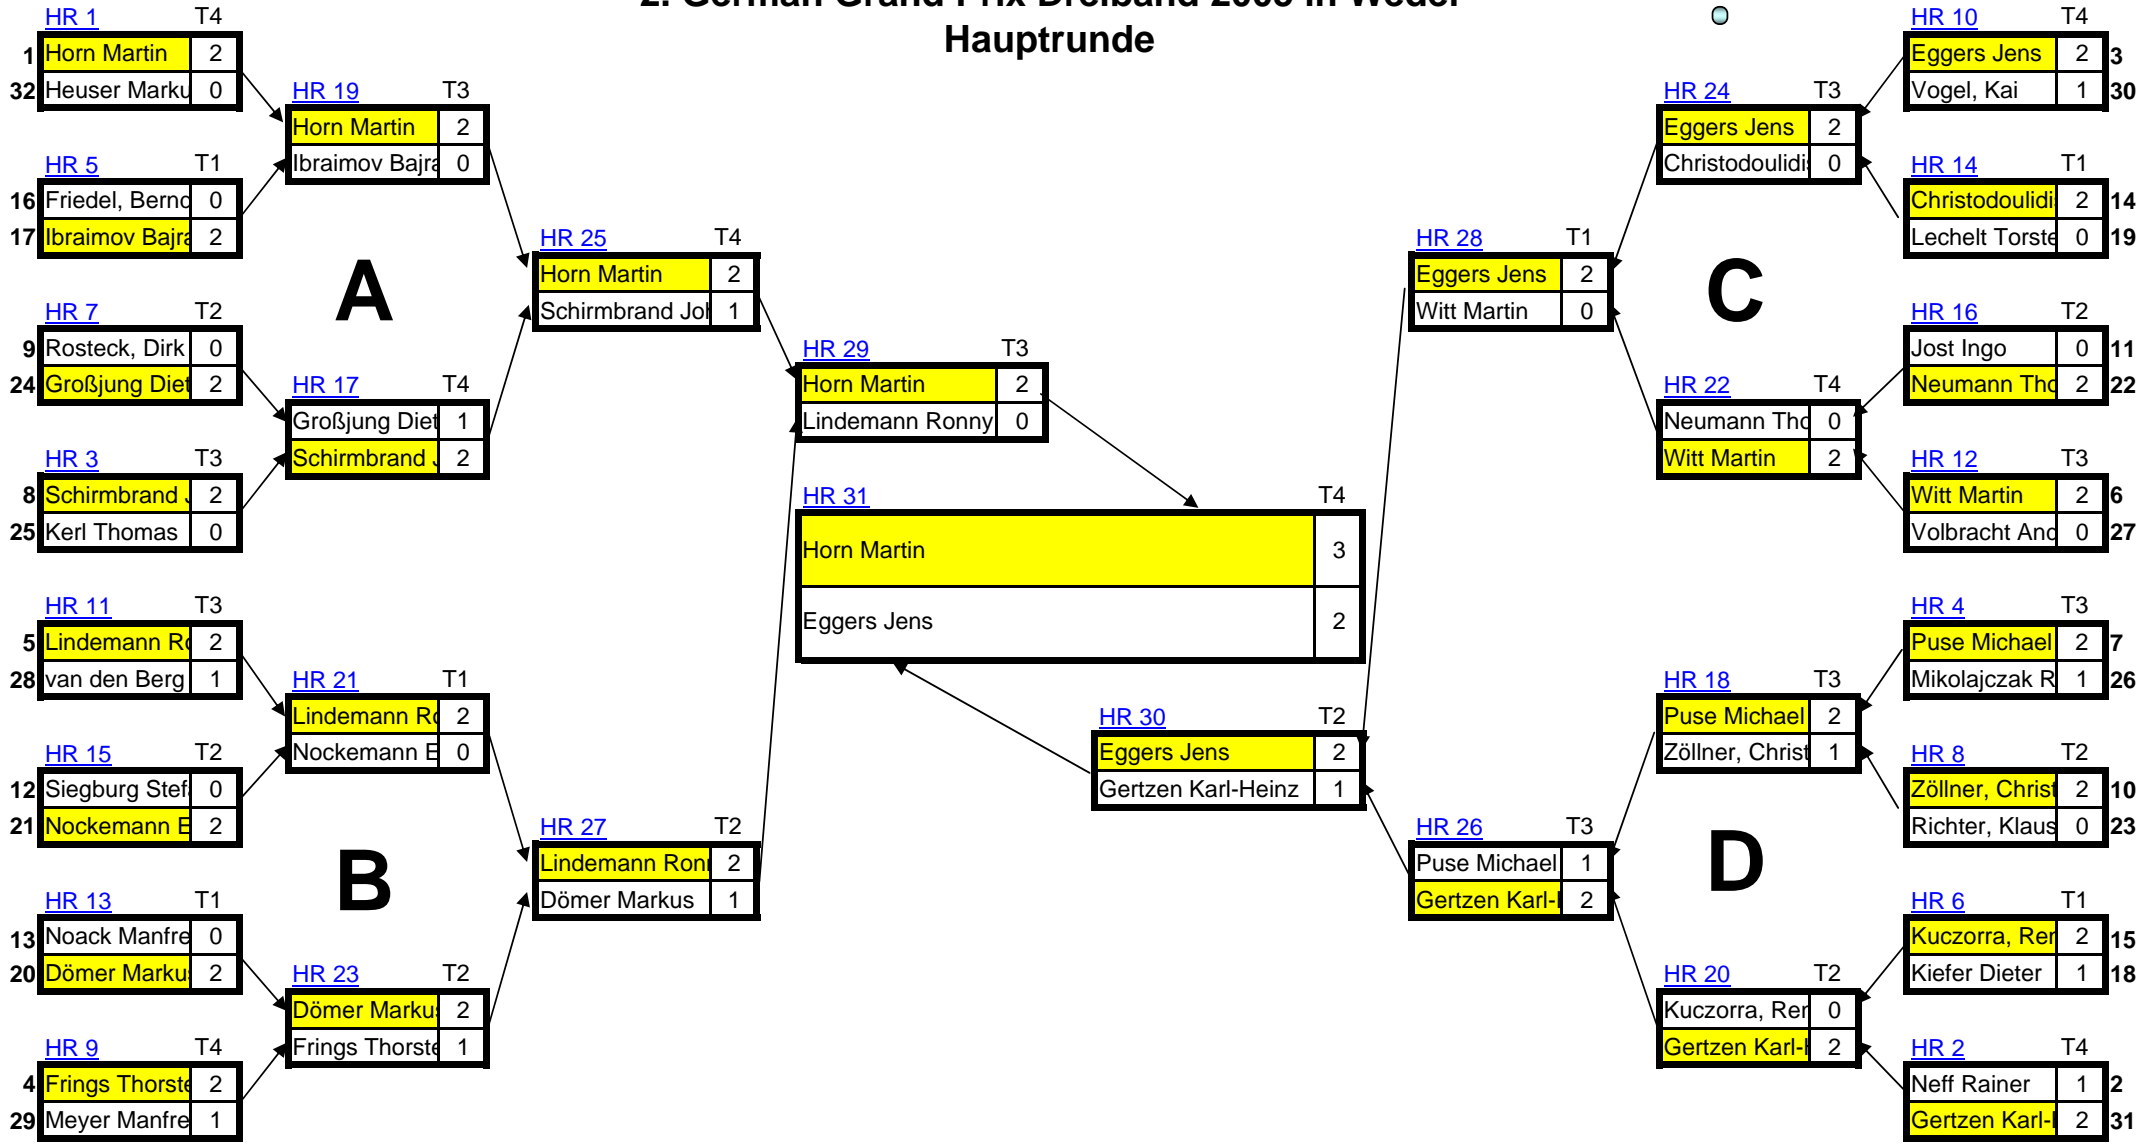 Hauptrunde
HR 1 T4
1 Horn Martin 2
32 Heuser Marku 0
HR 5 T1
16 Friedel, Bernd 0
17 Ibraimov Bajra 2
HR 7 T2
9 Rosteck, Dirk 0
24 Großjung Diet 2
HR 3 T3
8 Schirmbrand J 2
25 Kerl Thomas 0
HR 11 T3
5 Lindemann Ro 2
28 van den Berg 1
HR 15 T2
12 Siegburg Stef 0
21 Nockemann E 2
HR 13 T1
13 Noack Manfre 0
20 Dömer Marku 2
HR 9 T4
4 Frings Thorste 2
29 Meyer Manfre 1
HR 19 T3
Horn Martin 2
Ibraimov Bajra 0
A
HR 17 T4
Großjung Diet 1
Schirmbrand J 2
HR 21 T1
Lindemann Ro 2
Nockemann E 0
B
HR 23 T2
Dömer Marku 2
Frings Thorste 1
HR 25 T4
Horn Martin 2
Schirmbrand Joh 1
HR 27 T2
Lindemann Ronn 2
Dömer Markus 1
HR 29 T3
Horn Martin 2
Lindemann Ronny 0
HR 31 T4
Horn Martin 3
Eggers Jens 2
HR 30 T2
Eggers Jens 2
Gertzen Karl-Heinz 1
HR 28 T1
Eggers Jens 2
Witt Martin 0
HR 26 T3
Puse Michael 1
Gertzen Karl-H 2
HR 24 T3
Eggers Jens 2
Christodoulidis 0
C
HR 22 T4
Neumann Tho 0
Witt Martin 2
HR 18 T3
Puse Michael 2
Zöllner, Christ 1
D
HR 20 T2
Kuczorra, Ren 0
Gertzen Karl-H 2
HR 10 T4
Eggers Jens 2 3
Vogel, Kai 1 30
HR 14 T1
Christodoulidi 2 14
Lechelt Torste 0 19
HR 16 T2
Jost Ingo 0 11
Neumann Tho 2 22
HR 12 T3
Witt Martin 2 6
Volbracht And 0 27
HR 4 T3
Puse Michael 2 7
Mikolajczak R 1 26
HR 8 T2
Zöllner, Christ 2 10
Richter, Klaus 0 23
HR 6 T1
Kuczorra, Ren 2 15
Kiefer Dieter 1 18
HR 2 T4
Neff Rainer 1 2
Gertzen Karl-H 2 31